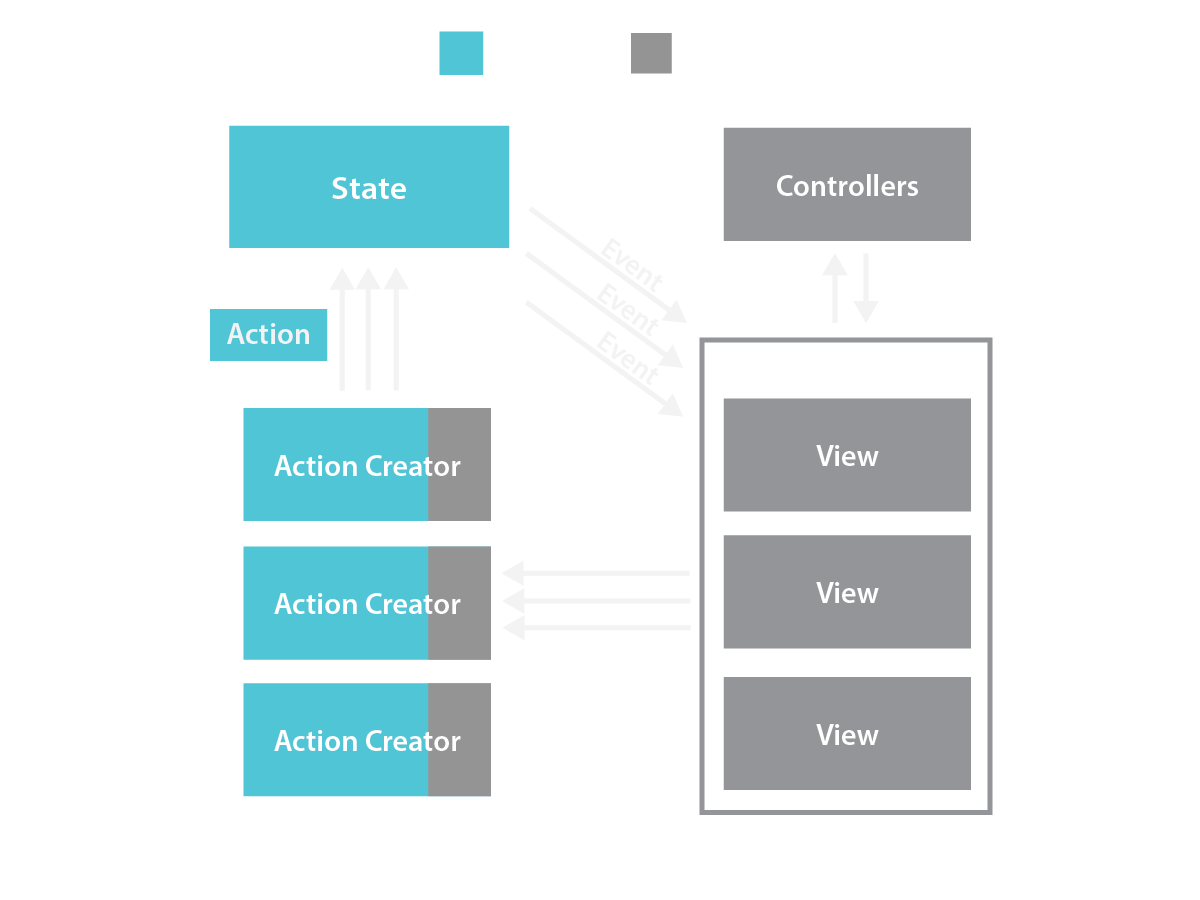 State
Controllers
Event
Event
Event
Action
Action Creator
View
Action Creator
View
Action Creator
View